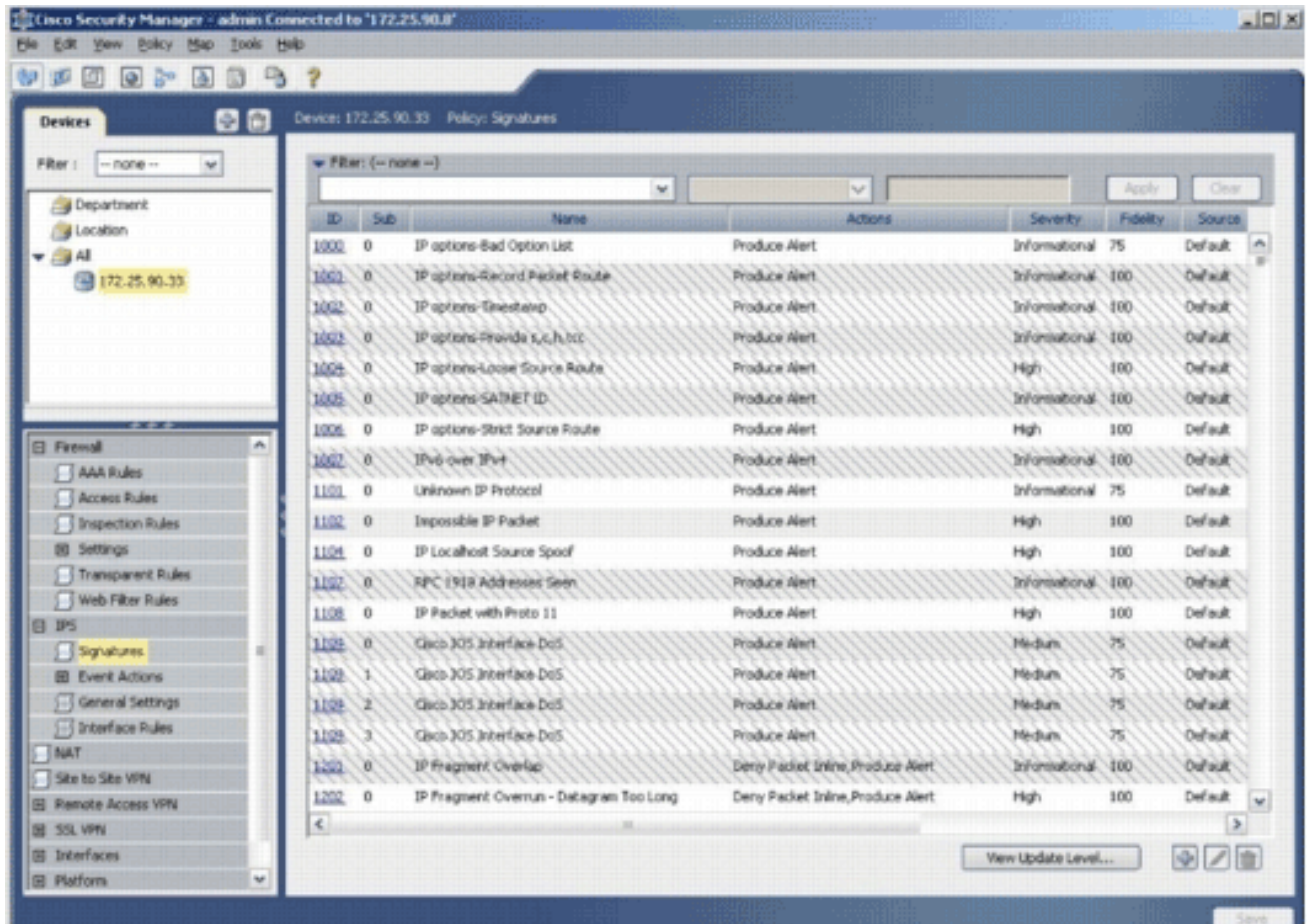 Cisco Security Manager - admin Connected to '172.25.90.8'
File Edit View Policy Map Tools Help
Devices
Device: 172.25.90.33 Policy: Signatures
Filter : -- none --
Filter: (-- none --)
Apply Clear
Department
Location
All
172.25.90.33
ID Sub Name Actions Severity Fidelity Source
1000 0 IP options-Bad Option List Produce Alert Informational 75 Default
1001 0 IP options-Record Packet Route Produce Alert Informational 100 Default
1002 0 IP options-Timestamp Produce Alert Informational 100 Default
1003 0 IP options-Provide s,c,h,tcc Produce Alert Informational 100 Default
1004 0 IP options-Loose Source Route Produce Alert High 100 Default
1005 0 IP options-SATNET ID Produce Alert Informational 100 Default
1006 0 IP options-Strict Source Route Produce Alert High 100 Default
1007 0 IPv6 over IPv4 Produce Alert Informational 100 Default
1101 0 Unknown IP Protocol Produce Alert Informational 75 Default
1102 0 Impossible IP Packet Produce Alert High 100 Default
1104 0 IP Localhost Source Spoof Produce Alert High 100 Default
1107 0 RFC 1918 Addresses Seen Produce Alert Informational 100 Default
1108 0 IP Packet with Proto 11 Produce Alert High 100 Default
1109 0 Cisco IOS Interface DoS Produce Alert Medium 75 Default
1109 1 Cisco IOS Interface DoS Produce Alert Medium 75 Default
1109 2 Cisco IOS Interface DoS Produce Alert Medium 75 Default
1109 3 Cisco IOS Interface DoS Produce Alert Medium 75 Default
1201 0 IP Fragment Overlap Deny Packet Inline,Produce Alert Informational 100 Default
1202 0 IP Fragment Overrun - Datagram Too Long Deny Packet Inline,Produce Alert High 100 Default
Firewall
AAA Rules
Access Rules
Inspection Rules
Settings
Transparent Rules
Web Filter Rules
IPS
Signatures
Event Actions
General Settings
Interface Rules
NAT
Site to Site VPN
Remote Access VPN
SSL VPN
Interfaces
Platform
View Update Level...
Save